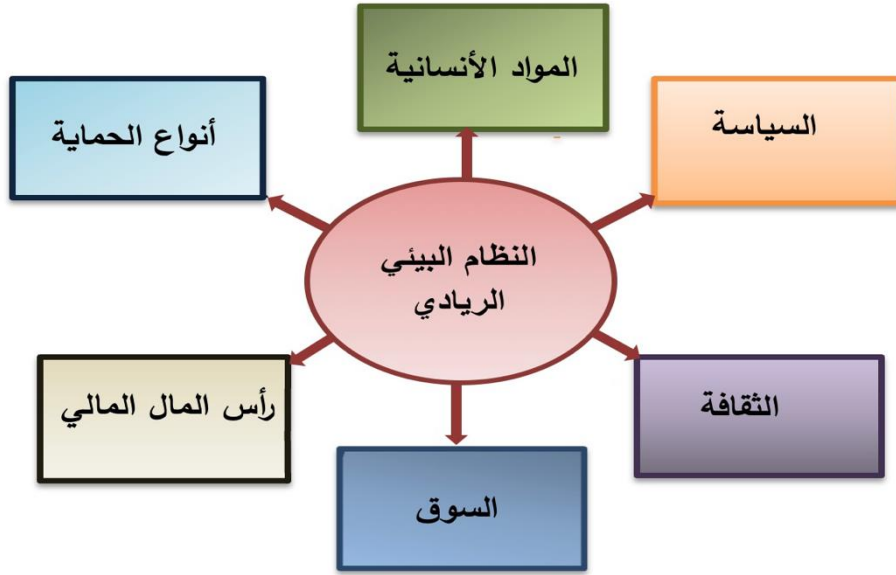 المواد الأنسانية
السياسة
أنواع الحماية
النظام البيئي
الريادي
الثقافة
رأس المال المالي
السوق